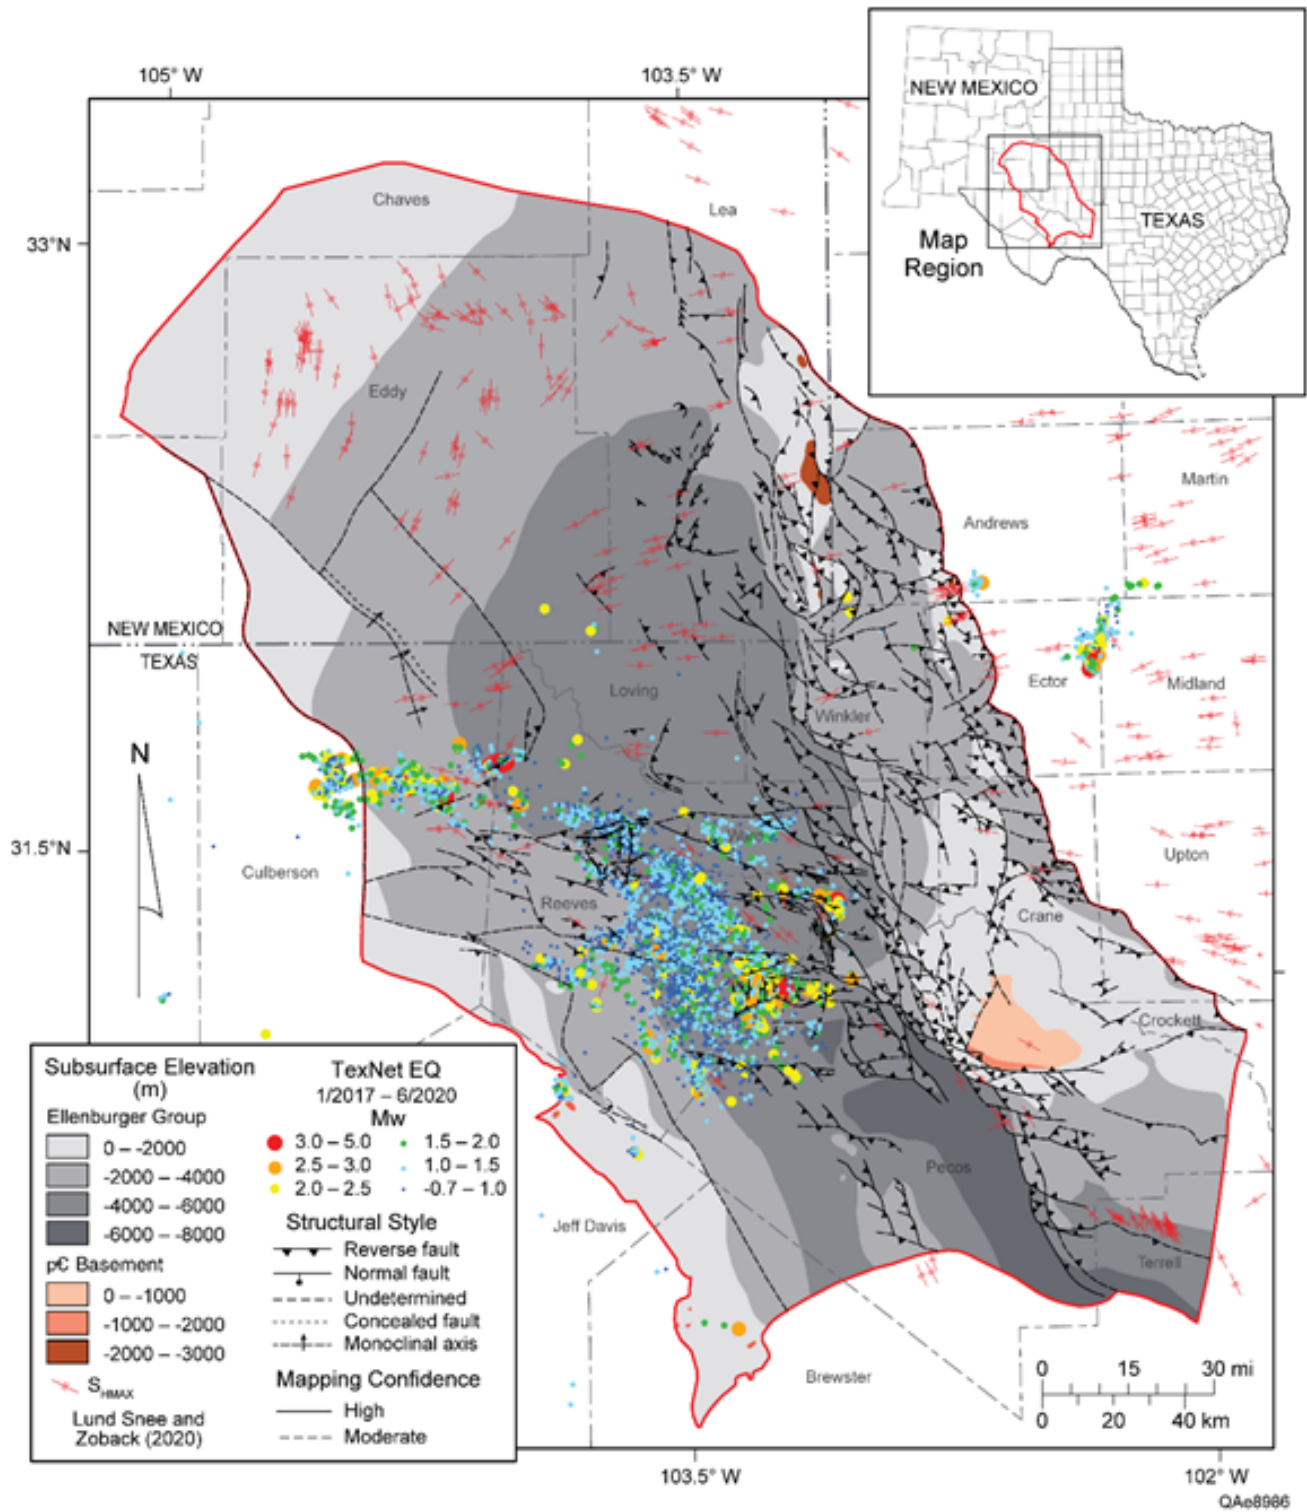 105° W
103.5° W
NEW MEXICO
TEXAS
Map
Region
Chaves
Lea
33°N
Eddy
Martin
Andrews
NEW MEXICO
TEXAS
Loving
Ector
Midland
Winkler
N
31.5°N
Culberson
Upton
Reeves
Crane
Crockett
Pecos
Jeff Davis
Terrell
Brewster
Subsurface Elevation
(m)
Ellenburger Group
0 – -2000
-2000 – -4000
-4000 – -6000
-6000 – -8000
pЄ Basement
0 – -1000
-1000 – -2000
-2000 – -3000
SHMAX
Lund Snee and
Zoback (2020)
TexNet EQ
1/2017 – 6/2020
Mw
3.0 – 5.0
1.5 – 2.0
2.5 – 3.0
1.0 – 1.5
2.0 – 2.5
-0.7 – 1.0
Structural Style
Reverse fault
Normal fault
Undetermined
Concealed fault
Monoclinal axis
Mapping Confidence
High
Moderate
0 15 30 mi
0 20 40 km
103.5° W
102° W
QAe8986